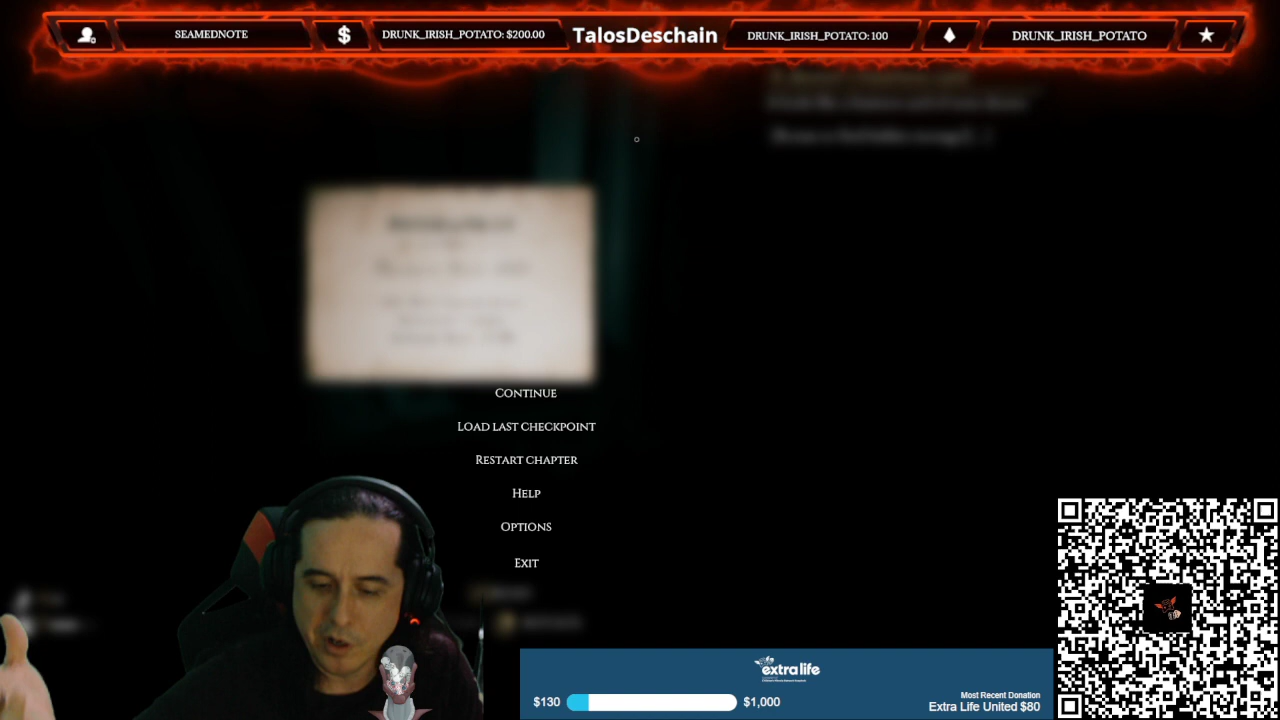 SEAMEDNOTE
$
DRUNK_IRISH_POTATO: $200.00
TalosDeschain
DRUNK_IRISH_POTATO: 100
DRUNK_IRISH_POTATO
CONTINUE
LOAD LAST CHECKPOINT
RESTART CHAPTER
HELP
OPTIONS
EXIT
extra life
$130
$1,000
Most Recent Donation
Extra Life United $80